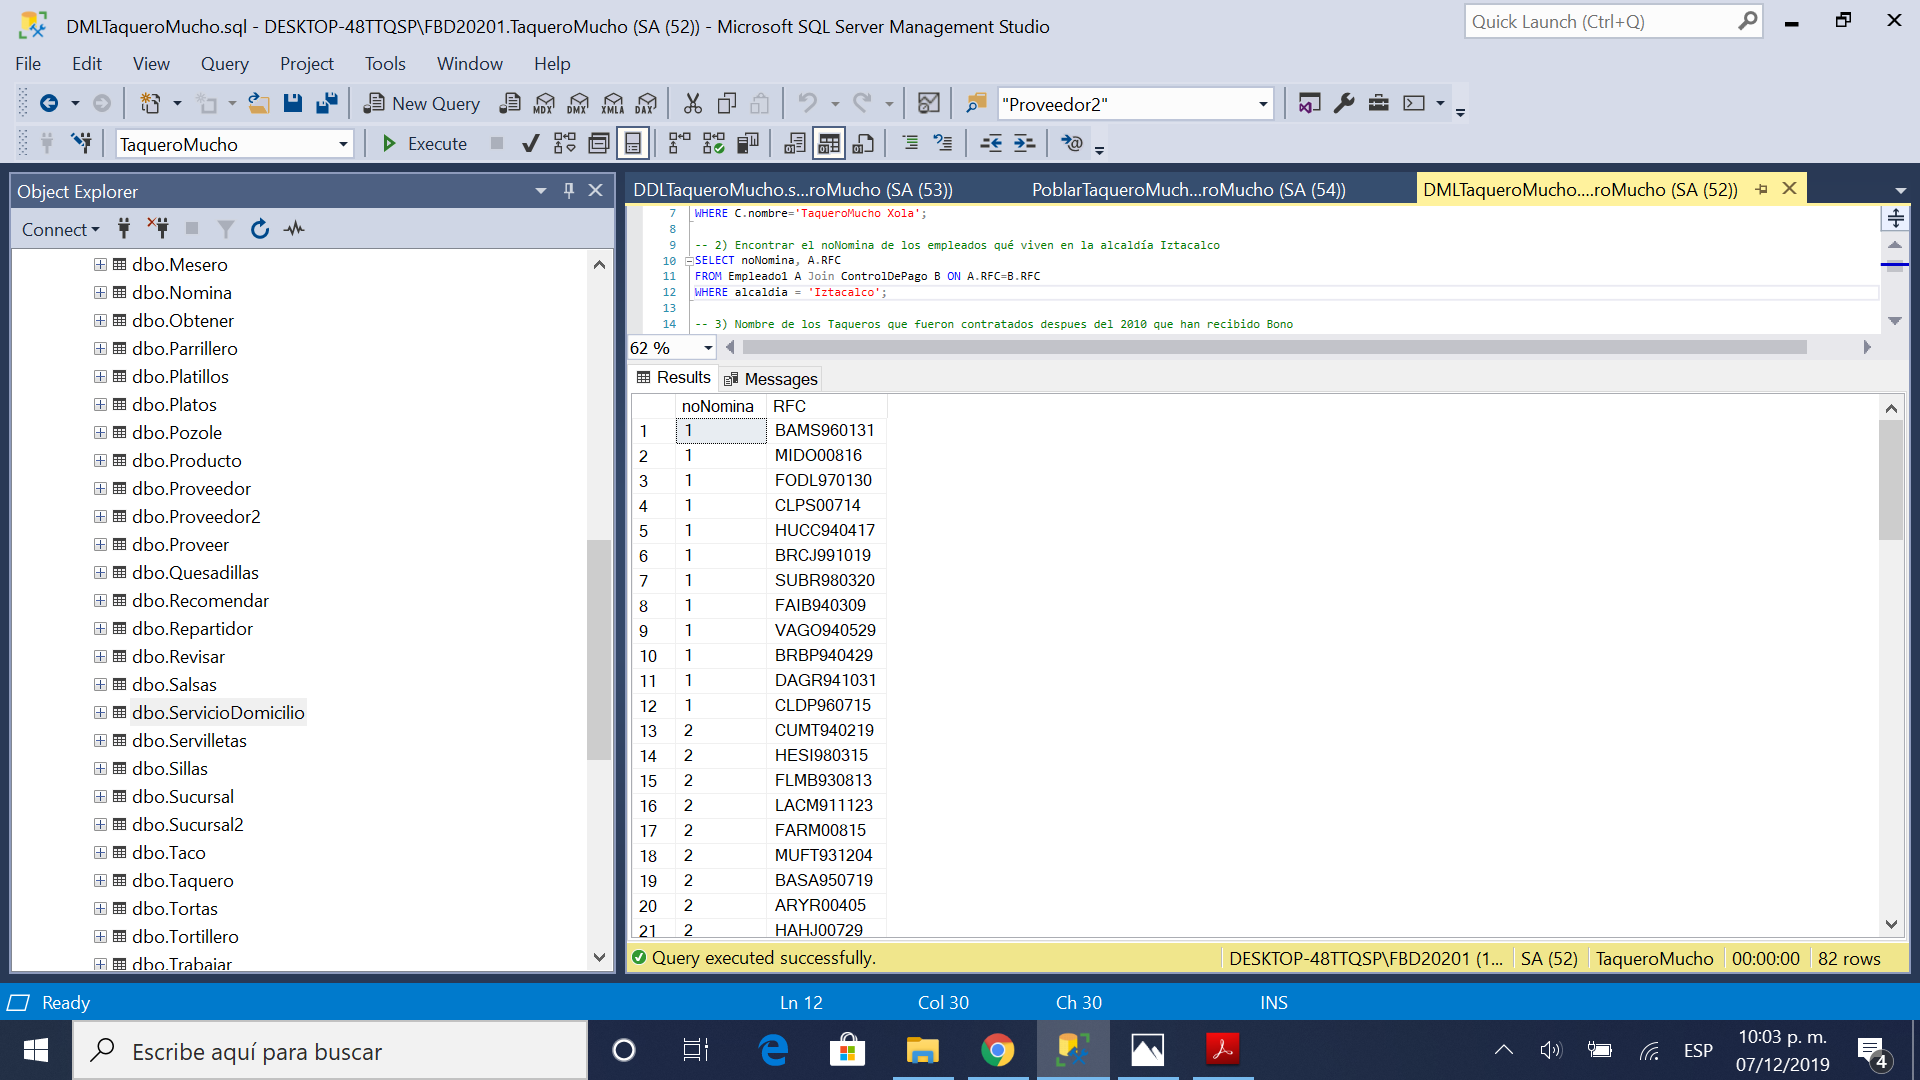 DMLTaqueroMucho.sql - DESKTOP-48TTQSP\FBD20201.TaqueroMucho (SA (52)) - Microsoft SQL Server Management Studio
Quick Launch (Ctrl+Q)
File Edit View Query Project Tools Window Help
New Query MDX DMX XMLA DAX "Proveedor2"
TaqueroMucho Execute
Object Explorer
Connect
dbo.Mesero
dbo.Nomina
dbo.Obtener
dbo.Parrillero
dbo.Platillos
dbo.Platos
dbo.Pozole
dbo.Producto
dbo.Proveedor
dbo.Proveedor2
dbo.Proveer
dbo.Quesadillas
dbo.Recomendar
dbo.Repartidor
dbo.Revisar
dbo.Salsas
dbo.ServicioDomicilio
dbo.Servilletas
dbo.Sillas
dbo.Sucursal
dbo.Sucursal2
dbo.Taco
dbo.Taquero
dbo.Tortas
dbo.Tortillero
dbo.Trabajar
DDLTaqueroMucho.s...roMucho (SA (53)) PoblarTaqueroMuch...roMucho (SA (54)) DMLTaqueroMucho....roMucho (SA (52))
7 WHERE C.nombre='TaqueroMucho Xola';
8
9 -- 2) Encontrar el noNomina de los empleados qué viven en la alcaldía Iztacalco
10 SELECT noNomina, A.RFC
11 FROM Empleado1 A Join ControlDePago B ON A.RFC=B.RFC
12 WHERE alcaldia = 'Iztacalco';
13
14 -- 3) Nombre de los Taqueros que fueron contratados despues del 2010 que han recibido Bono
62 %
Results Messages
noNomina RFC
1 1 BAMS960131
2 1 MIDO00816
3 1 FODL970130
4 1 CLPS00714
5 1 HUCC940417
6 1 BRCJ991019
7 1 SUBR980320
8 1 FAIB940309
9 1 VAGO940529
10 1 BRBP940429
11 1 DAGR941031
12 1 CLDP960715
13 2 CUMT940219
14 2 HESI980315
15 2 FLMB930813
16 2 LACM911123
17 2 FARM00815
18 2 MUFT931204
19 2 BASA950719
20 2 ARYR00405
21 2 HAHJ00729
Query executed successfully. DESKTOP-48TTQSP\FBD20201 (1... SA (52) TaqueroMucho 00:00:00 82 rows
Ready Ln 12 Col 30 Ch 30 INS
Escribe aquí para buscar
ESP
10:03 p. m.
07/12/2019
4